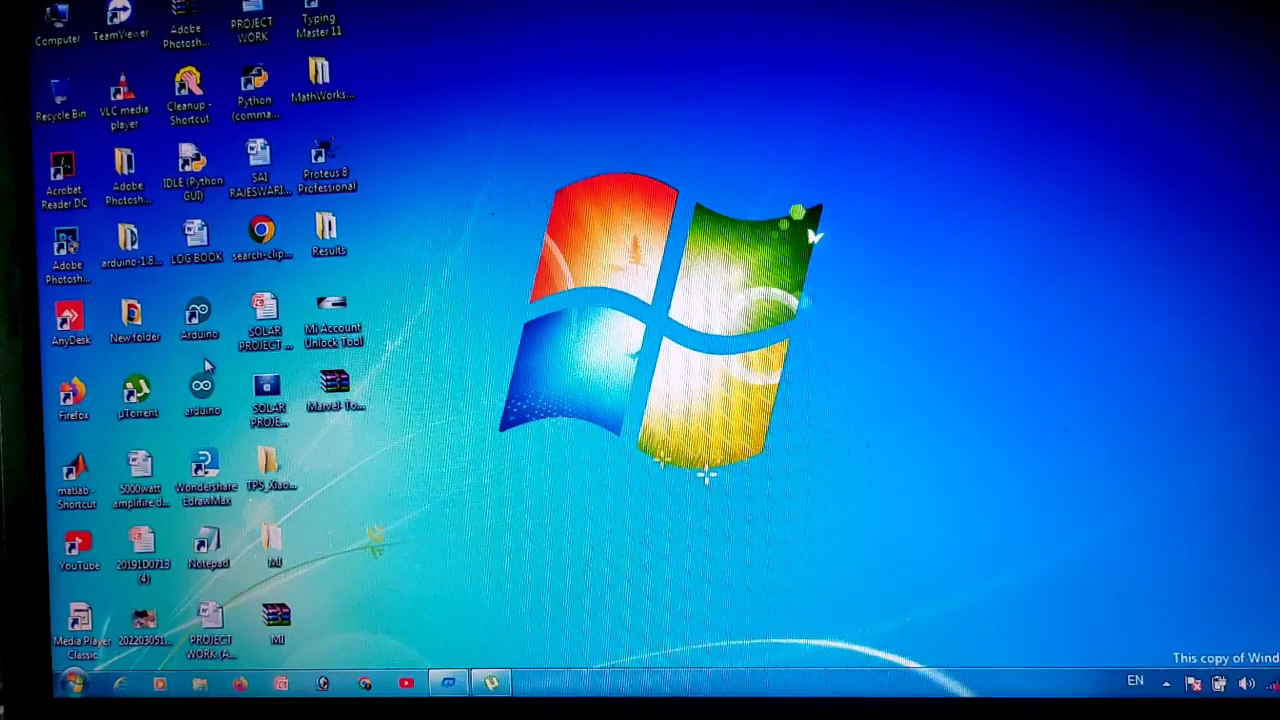 Computer
TeamViewer
Adobe
Photosh...
PROJECT
WORK
Typing
Master 11
Recycle Bin
VLC media
player
Cleanup -
Shortcut
Python
(comma...
MathWorks...
Acrobat
Reader DC
Adobe
Photosh...
IDLE (Python
GUI)
SAI
RAJESWARI...
Proteus 8
Professional
Adobe
Photosh...
arduino-1.8...
LOG BOOK
search-clip...
Results
AnyDesk
New folder
Arduino
SOLAR
PROJECT ...
Mi Account
Unlock Tool
Firefox
µTorrent
arduino
SOLAR
PROJE...
Marvel- To...
matlab -
Shortcut
5000watt
amplifire d...
Wondershare
EdrawMax
TPS_Xiao...
YouTube
20191D0713
(4)
Notepad
MI
Media Player
Classic
202203051...
PROJECT
WORK (A...
MI
This copy of Wind
EN